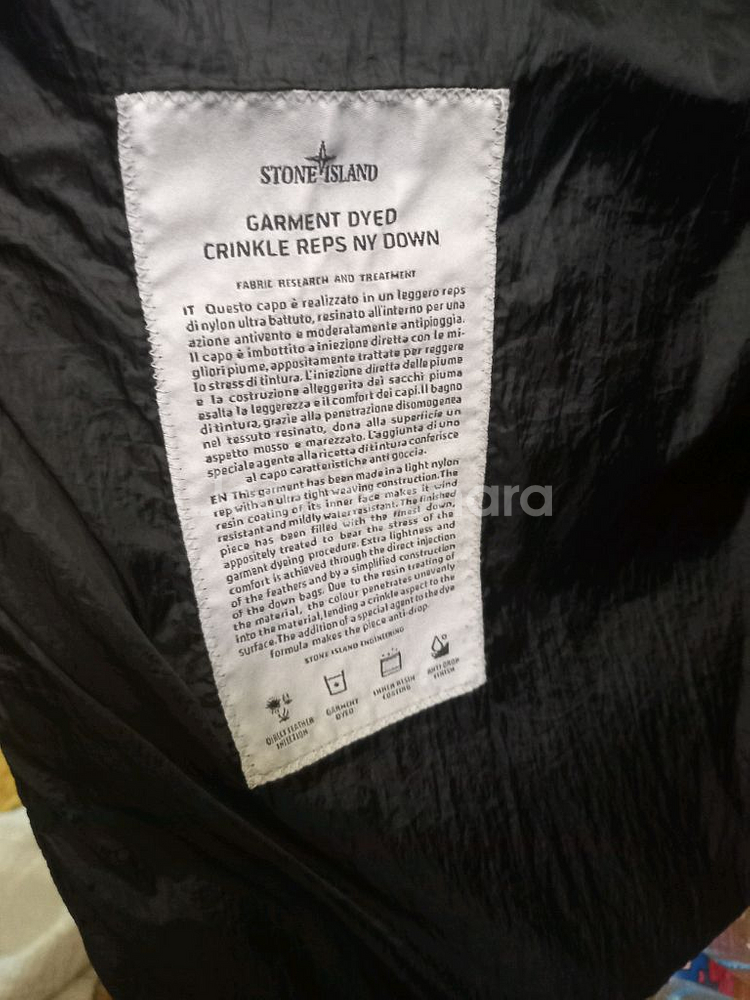 STONE ISLAND
GARMENT DYED
CRINKLE REPS NY DOWN
FABRIC RESEARCH AND TREATMENT
IT Questo capo è realizzato in un leggero reps
di nylon ultra battuto, resinato all'interno per una
azione antivento e moderatamente antipioggia.
Il capo è imbottito a iniezione diretta con le mi-
gliori piume, appositamente trattate per reggere
lo stress di tintura. L'iniezione diretta delle piume
e la costruzione alleggerita dei sacchi piuma
esalta la leggerezza e il comfort dei capi. Il bagno
di tintura, grazie alla penetrazione disomogenea
nel tessuto resinato, dona alla superficie un
aspetto mosso e marezzato. L'aggiunta di uno
speciale agente alla ricetta di tintura conferisce
al capo caratteristiche anti goccia.
EN This garment has been made in a light nylon
rep with an ultra tight weaving construction. The
resin coating of its inner face makes it wind
resistant and mildly water resistant. The finished
piece has been filled with the finest down,
appositely treated to bear the stress of the
garment dyeing procedure. Extra lightness and
comfort is achieved through the direct injection
of the feathers and by a simplified construction
of the down bags. Due to the resin treating of
the material, the colour penetrates unevenly
into the material, lending a crinkle aspect to the
surface. The addition of a special agent to the dye
formula makes the piece anti-drop.
STONE ISLAND ENGINEERING
DIRECT FEATHER
INJECTION
GARMENT
DYED
INNER RESIN
COATING
ANTI DROP
FINISH
ara